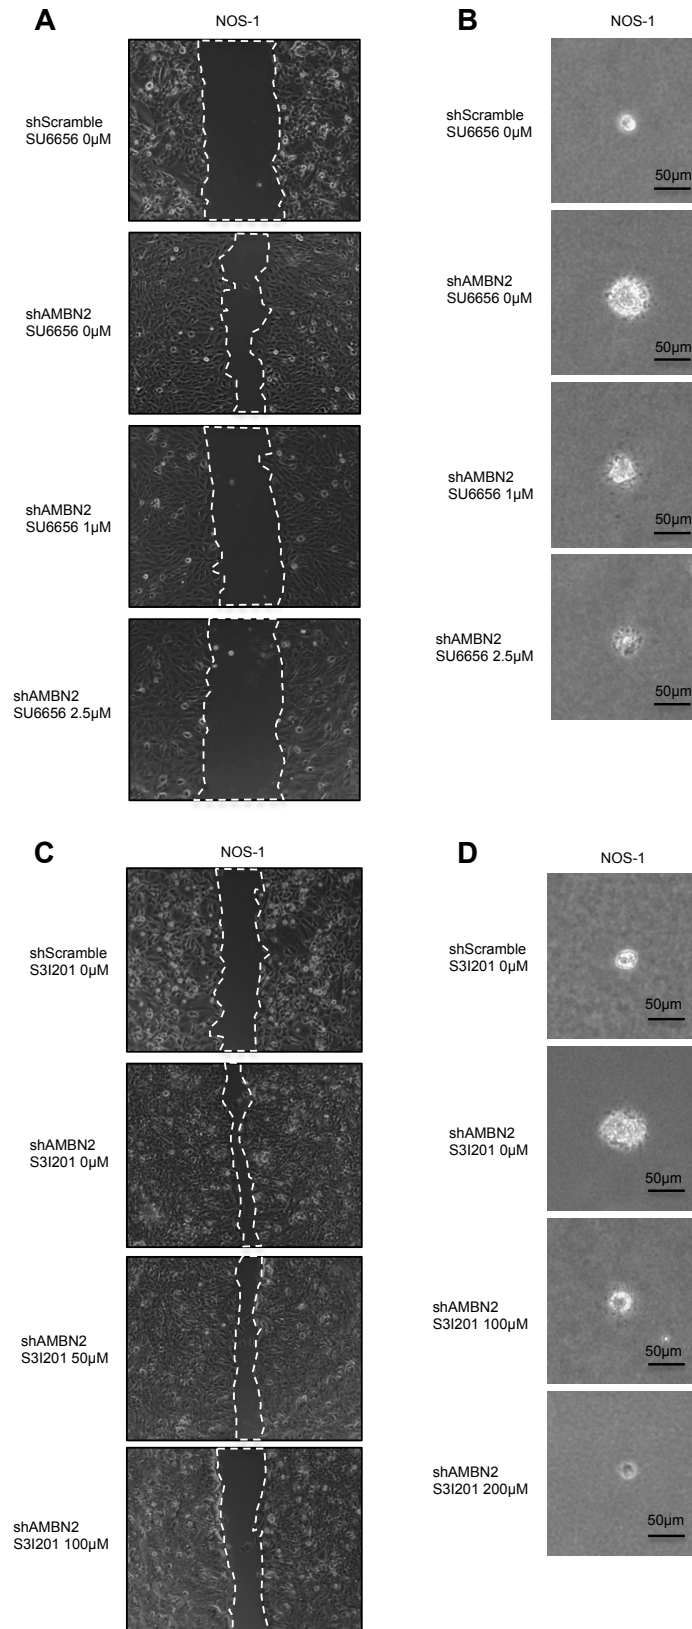 A
NOS-1
shScramble
SU6656 0μM
shAMBN2
SU6656 0μM
shAMBN2
SU6656 1μM
shAMBN2
SU6656 2.5μM
B
NOS-1
shScramble
SU6656 0μM
50μm
shAMBN2
SU6656 0μM
50μm
shAMBN2
SU6656 1μM
50μm
shAMBN2
SU6656 2.5μM
50μm
C
NOS-1
shScramble
S3I201 0μM
shAMBN2
S3I201 0μM
shAMBN2
S3I201 50μM
shAMBN2
S3I201 100μM
D
NOS-1
shScramble
S3I201 0μM
50μm
shAMBN2
S3I201 0μM
50μm
shAMBN2
S3I201 100μM
50μm
shAMBN2
S3I201 200μM
50μm